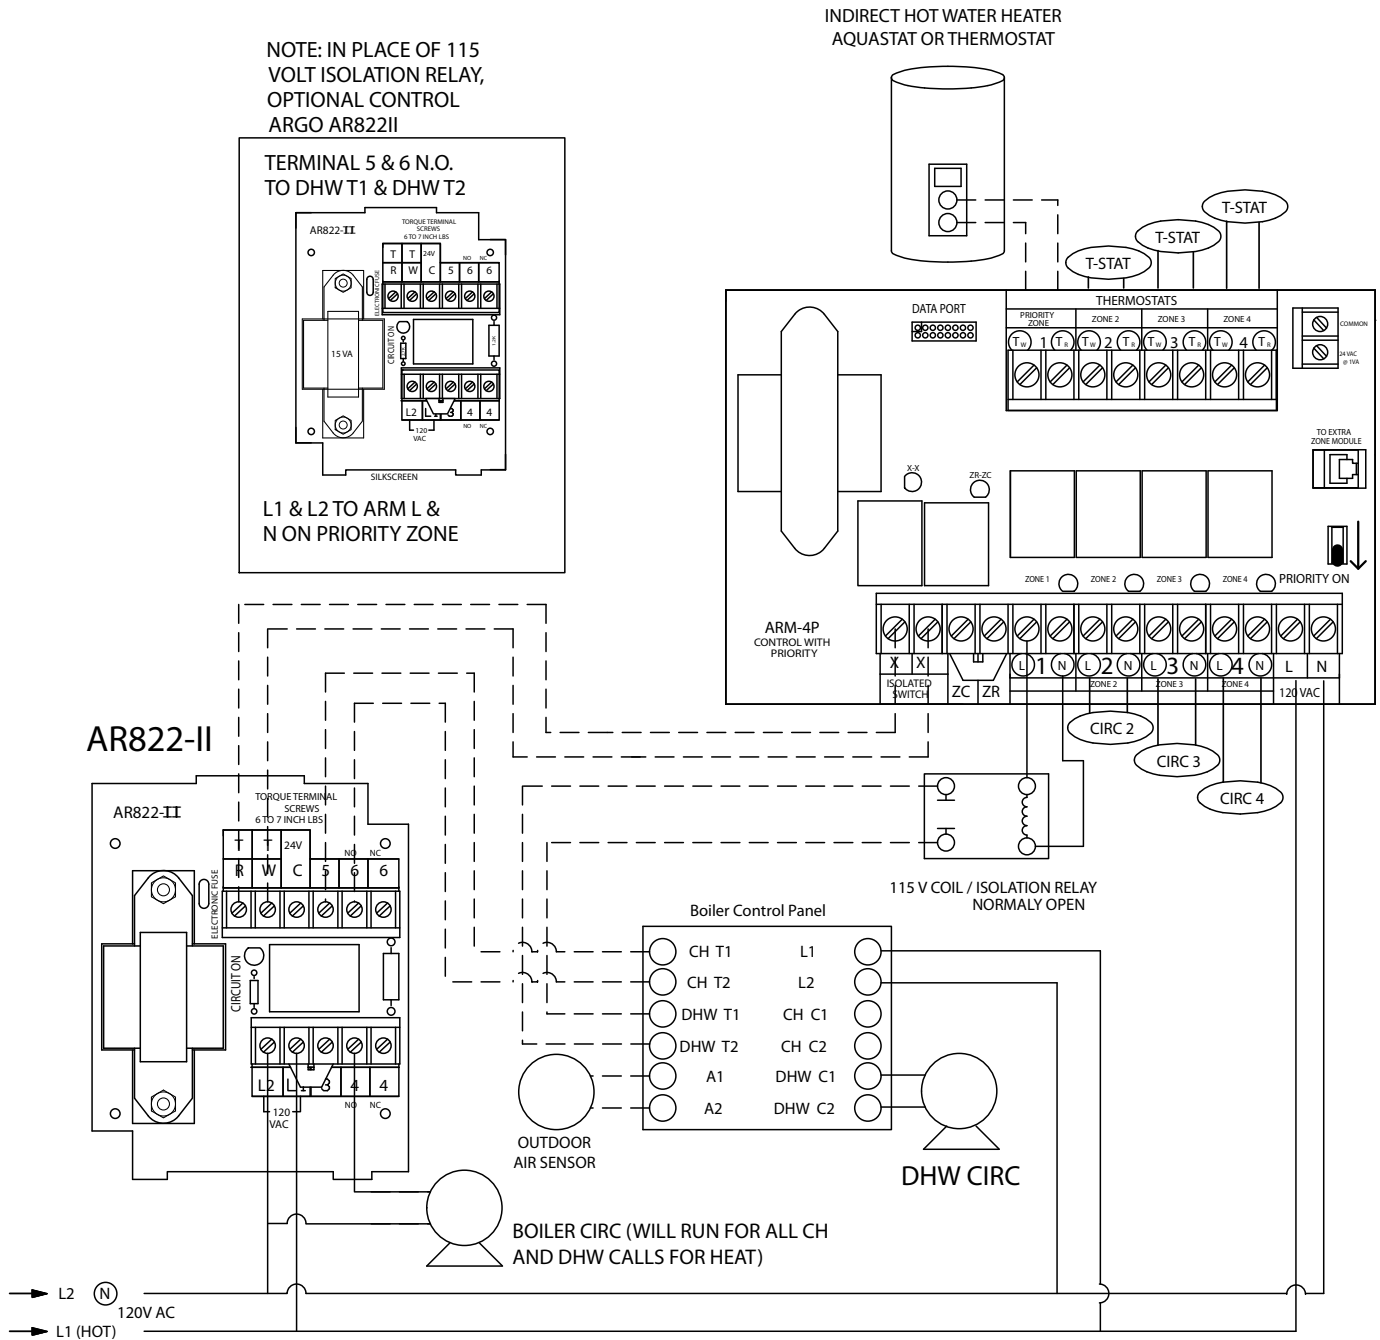 INDIRECT HOT WATER HEATER
AQUASTAT OR THERMOSTAT
NOTE: IN PLACE OF 115
VOLT ISOLATION RELAY,
OPTIONAL CONTROL
ARGO AR822II
TERMINAL 5 & 6 N.O.
TO DHW T1 & DHW T2
AR822-II
TORQUE TERMINAL
SCREWS
6 TO 7 INCH LBS
T T 24V
NO NC
R W C 5 6 6
ELECTRONIC FUSE
CIRCUIT ON
1.2K
15 VA
L2 L1 3 4 4
120
VAC
NO NC
SILKSCREEN
L1 & L2 TO ARM L &
N ON PRIORITY ZONE
T-STAT
T-STAT
T-STAT
DATA PORT
THERMOSTATS
PRIORITY
ZONE
ZONE 2
ZONE 3
ZONE 4
TW 1 TR TW 2 TR TW 3 TR TW 4 TR
COMMON
24 VAC
@ 1VA
TO EXTRA
ZONE MODULE
X-X
ZR-ZC
ZONE 1
ZONE 2
ZONE 3
ZONE 4
PRIORITY ON
ARM-4P
CONTROL WITH
PRIORITY
X X
ISOLATED
SWITCH
ZC ZR
L 1 N L 2 N L 3 N L 4 N L N
ZONE 2
ZONE 3
ZONE 4
120 VAC
CIRC 2
CIRC 3
CIRC 4
AR822-II
AR822-II
TORQUE TERMINAL
SCREWS
6 TO 7 INCH LBS
T T 24V
NO NC
R W C 5 6 6
ELECTRONIC FUSE
CIRCUIT ON
L2 L1 3 4 4
120
VAC
NO NC
115 V COIL / ISOLATION RELAY
NORMALY OPEN
Boiler Control Panel
CH T1 L1
CH T2 L2
DHW T1 CH C1
DHW T2 CH C2
A1 DHW C1
A2 DHW C2
OUTDOOR
AIR SENSOR
DHW CIRC
BOILER CIRC (WILL RUN FOR ALL CH
AND DHW CALLS FOR HEAT)
L2 N
120V AC
L1 (HOT)